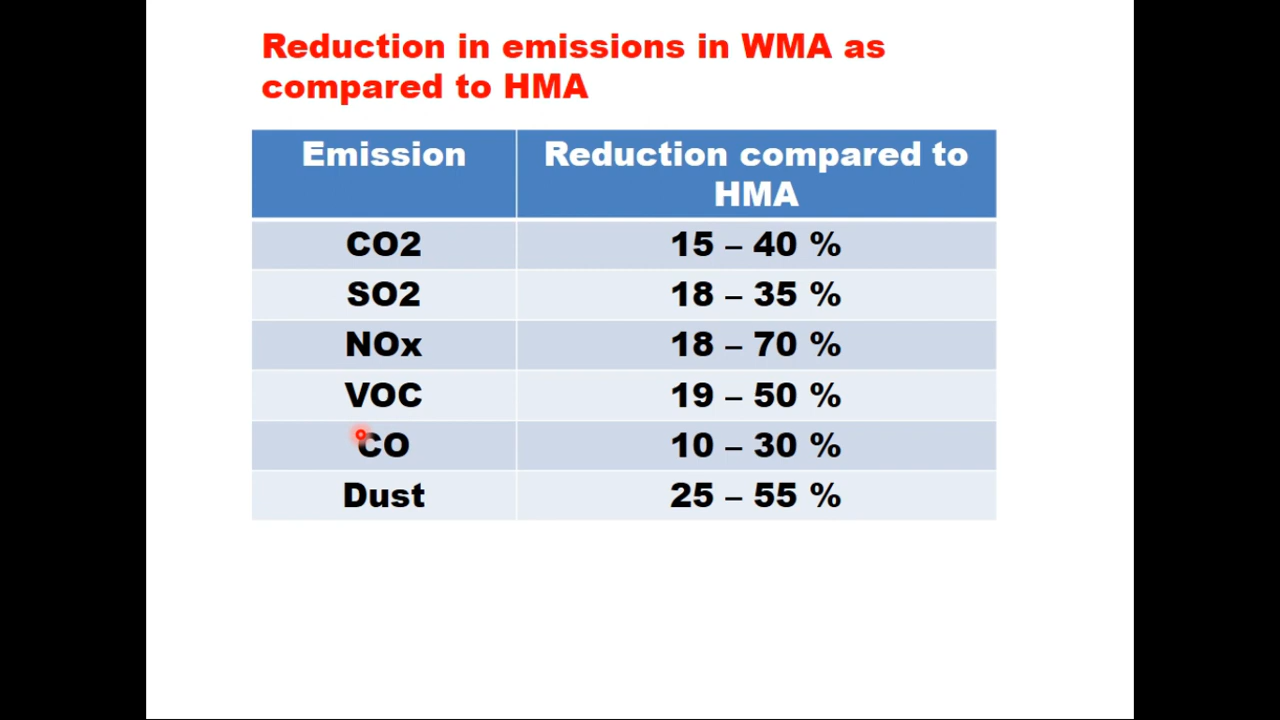 Reduction in emissions in WMA as
compared to HMA
Emission
Reduction compared to
HMA
CO2
15 – 40 %
SO2
18 – 35 %
NOx
18 – 70 %
VOC
19 – 50 %
CO
10 – 30 %
Dust
25 – 55 %